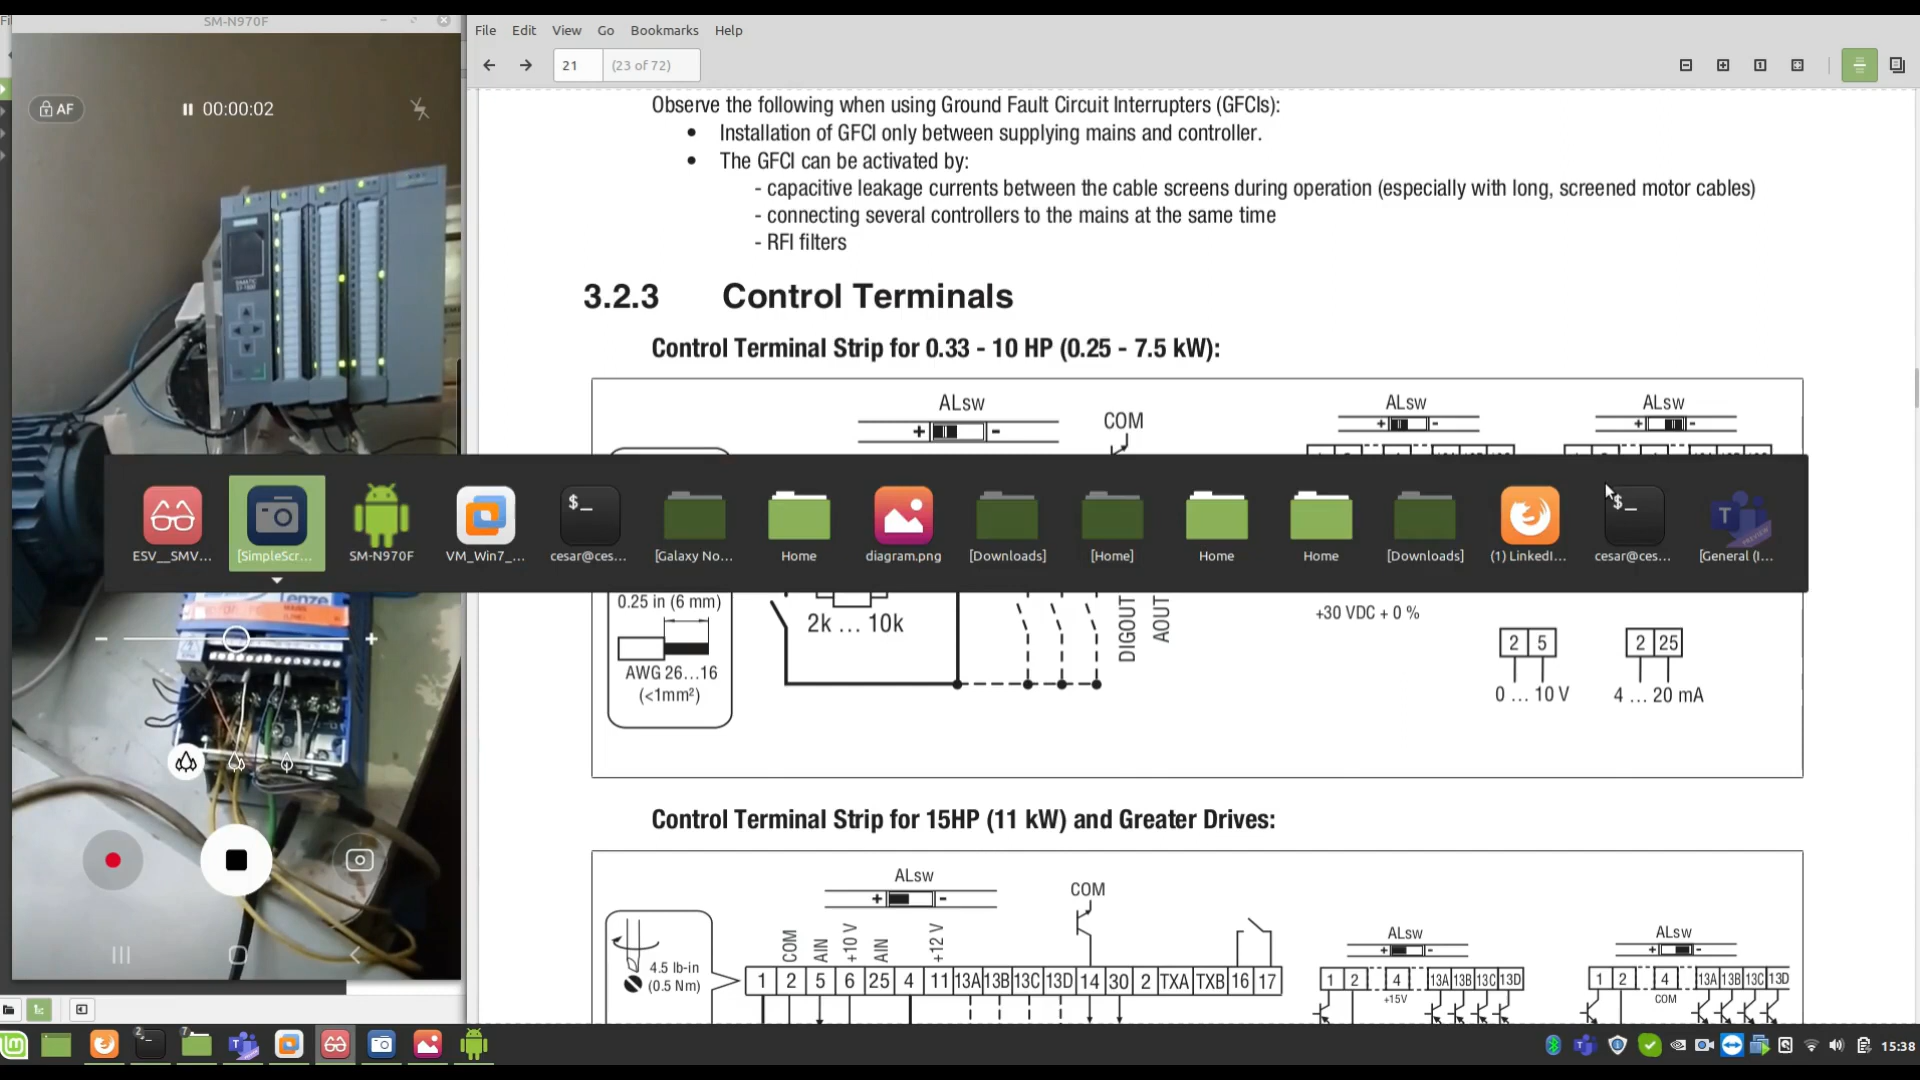 SM-N970F
File Edit View Go Bookmarks Help
21 (23 of 72)
AF
00:00:02
Observe the following when using Ground Fault Circuit Interrupters (GFCIs):
• Installation of GFCI only between supplying mains and controller.
• The GFCI can be activated by:
- capacitive leakage currents between the cable screens during operation (especially with long, screened motor cables)
- connecting several controllers to the mains at the same time
- RFI filters
3.2.3 Control Terminals
Control Terminal Strip for 0.33 - 10 HP (0.25 - 7.5 kW):
ALsw
+ -
COM
ALsw
+ -
ALsw
+ -
ESV__SMV...
[SimpleScr...
SM-N970F
VM_Win7_...
$_
cesar@ces...
[Galaxy No...
Home
diagram.png
[Downloads]
[Home]
Home
Home
[Downloads]
(1) LinkedI...
$_
cesar@ces...
[General (I...
Lenze
0.25 in (6 mm)
AWG 26…16
(<1mm²)
2k … 10k
DIGOUT
AOUT
+30 VDC + 0 %
2 5
0 … 10 V
2 25
4 … 20 mA
Control Terminal Strip for 15HP (11 kW) and Greater Drives:
ALsw
+ -
COM
4.5 lb-in
(0.5 Nm)
COM
AIN
+10 V
AIN
+12 V
1 2 5 6 25 4 11 13A 13B 13C 13D 14 30 2 TXA TXB 16 17
ALsw
+ -
1 2 4 13A 13B 13C 13D
+15V
ALsw
+ -
1 2 4 13A 13B 13C 13D
COM
2
7
15:38